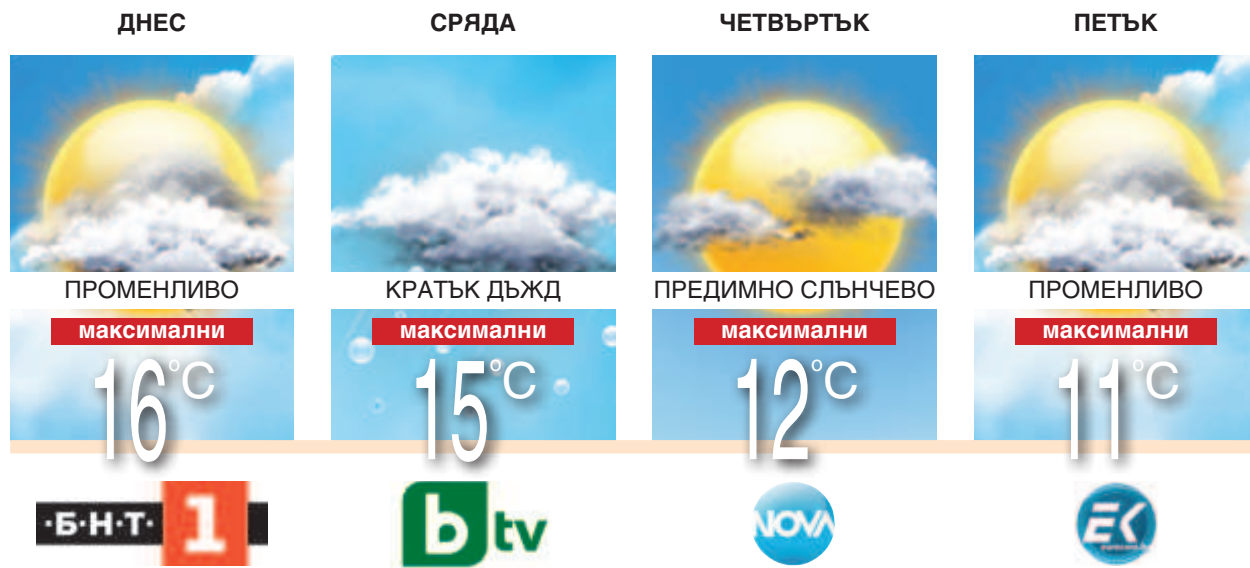 ДНЕС СРЯДА ЧЕТВЪРТЪК ПЕТЪК
ПРОМЕНЛИВО КРАТЪК ДЪЖД ПРЕДИМНО СЛЪНЧЕВО ПРОМЕНЛИВО
максимални максимални максимални максимални
16°C 15°C 12°C 11°C
·Б·Н·Т· 1 b tv NOVA EK